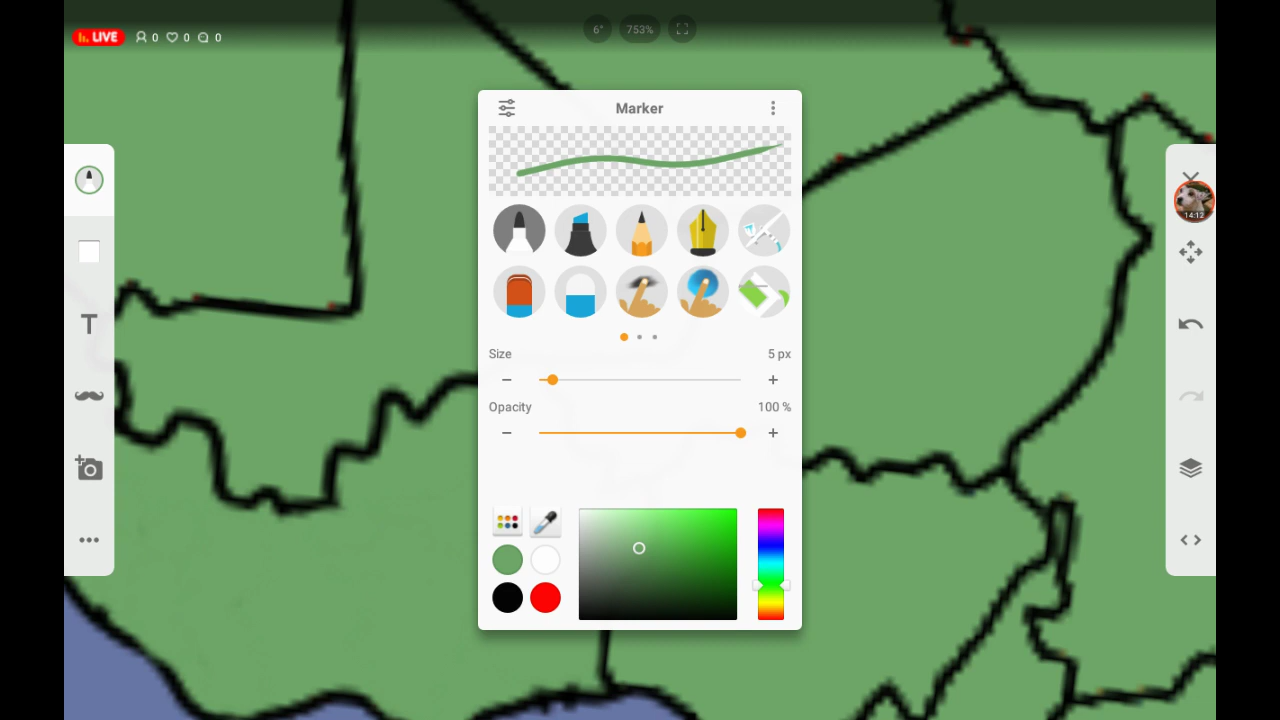 LIVE 0 0 0
6° 753%
Marker
14:12
T
Size 5 px
Opacity
100 %